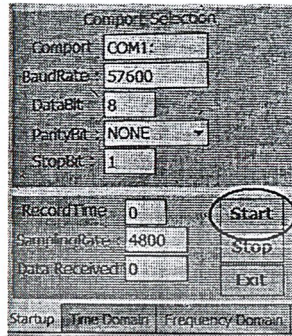 Comport Selection
Comport COM1:
BaudRate: 57600
DataBit: 8
ParityBit: NONE
StopBit: 1
RecordTime 0 Start
SamplingRate 4800 Stop
Data Received 0 Exit
Startup Time Domain Frequency Domain